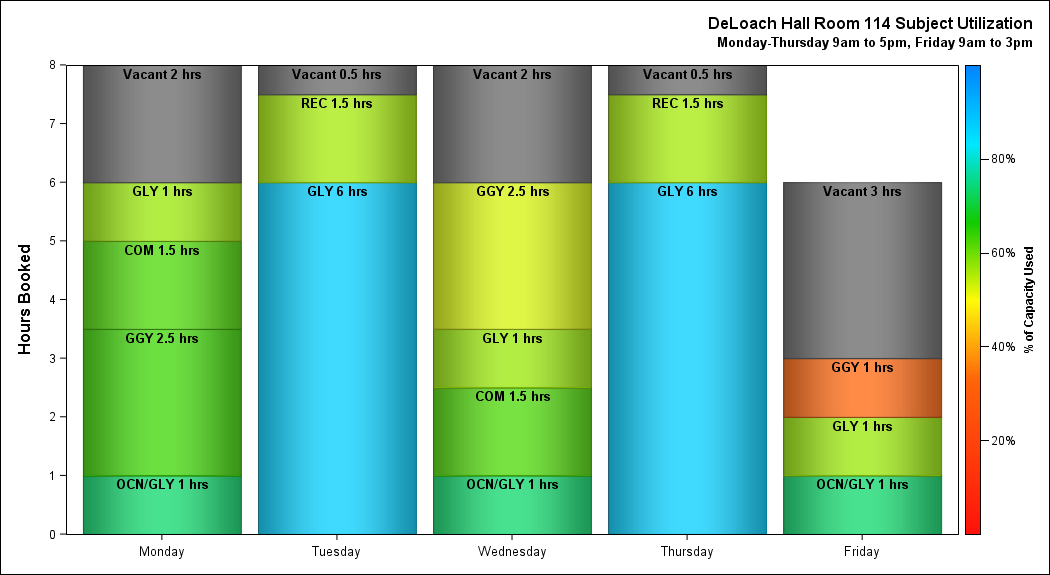 DeLoach Hall Room 114 Subject Utilization
Monday-Thursday 9am to 5pm, Friday 9am to 3pm
Hours Booked
8
7
6
5
4
3
2
1
0
Vacant 2 hrs
GLY 1 hrs
COM 1.5 hrs
GGY 2.5 hrs
OCN/GLY 1 hrs
Vacant 0.5 hrs
REC 1.5 hrs
GLY 6 hrs
Vacant 2 hrs
GGY 2.5 hrs
GLY 1 hrs
COM 1.5 hrs
OCN/GLY 1 hrs
Vacant 0.5 hrs
REC 1.5 hrs
GLY 6 hrs
Vacant 3 hrs
GGY 1 hrs
GLY 1 hrs
OCN/GLY 1 hrs
Monday
Tuesday
Wednesday
Thursday
Friday
80%
60%
40%
20%
% of Capacity Used